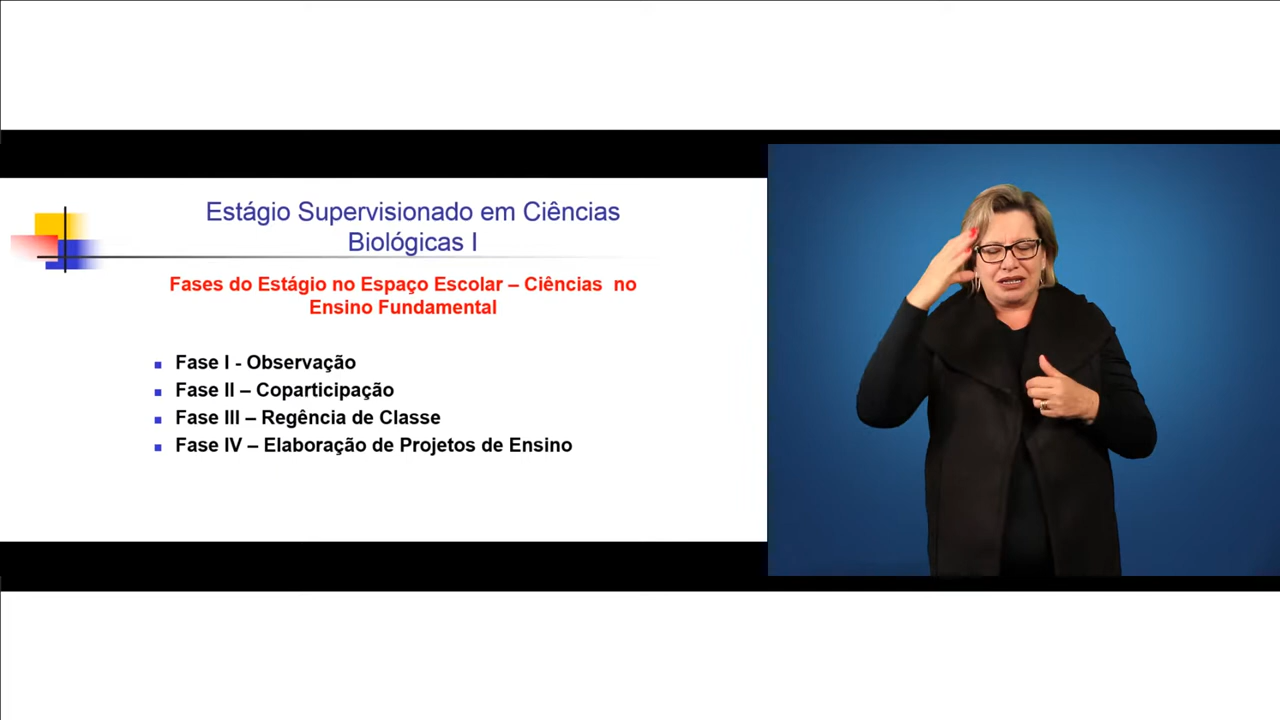 Estágio Supervisionado em Ciências
Biológicas I
Fases do Estágio no Espaço Escolar – Ciências no
Ensino Fundamental
Fase I - Observação
Fase II – Coparticipação
Fase III – Regência de Classe
Fase IV – Elaboração de Projetos de Ensino